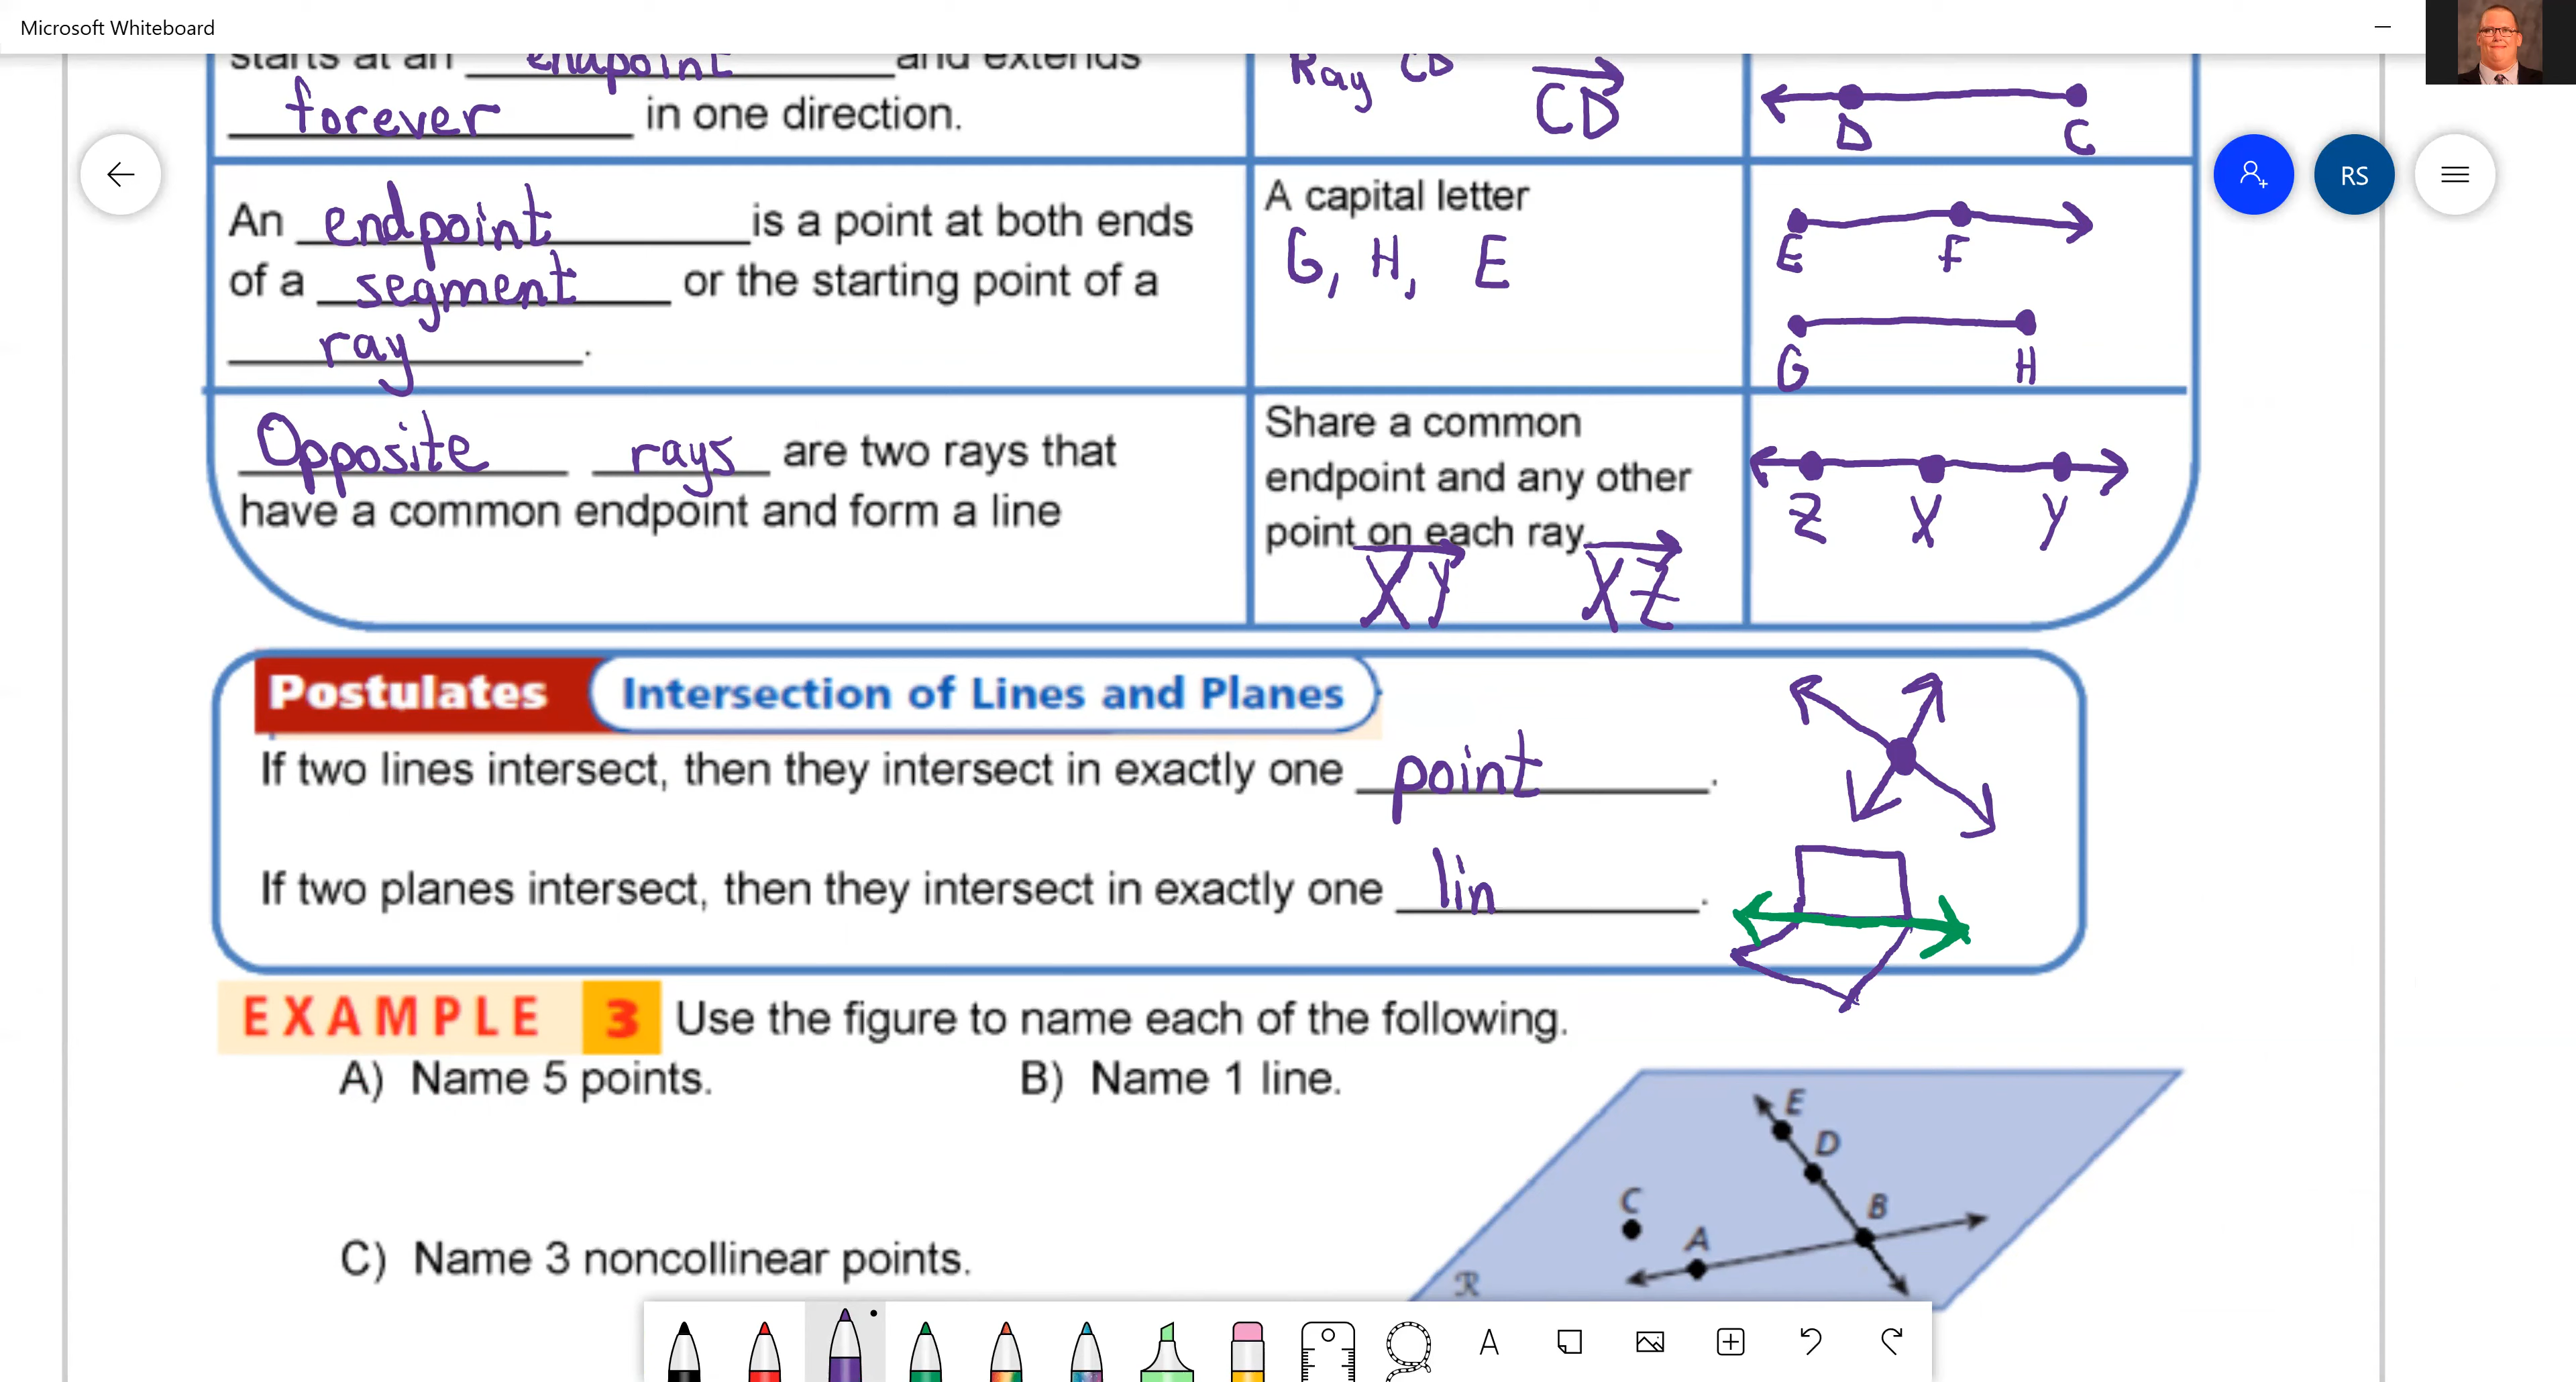 Microsoft Whiteboard
starts at an endpoint and extends
forever in one direction.
Ray CD
CD
D
C
RS
An endpoint is a point at both ends
of a segment or the starting point of a
ray.
A capital letter
G, H, E
E
F
G
H
Opposite rays are two rays that
have a common endpoint and form a line
Share a common
endpoint and any other
point on each ray.
XY XZ
Z X Y
Postulates Intersection of Lines and Planes
If two lines intersect, then they intersect in exactly one point.
If two planes intersect, then they intersect in exactly one lin.
EXAMPLE 3 Use the figure to name each of the following.
A) Name 5 points. B) Name 1 line.
C) Name 3 noncollinear points.
E
D
C
B
A
R
A